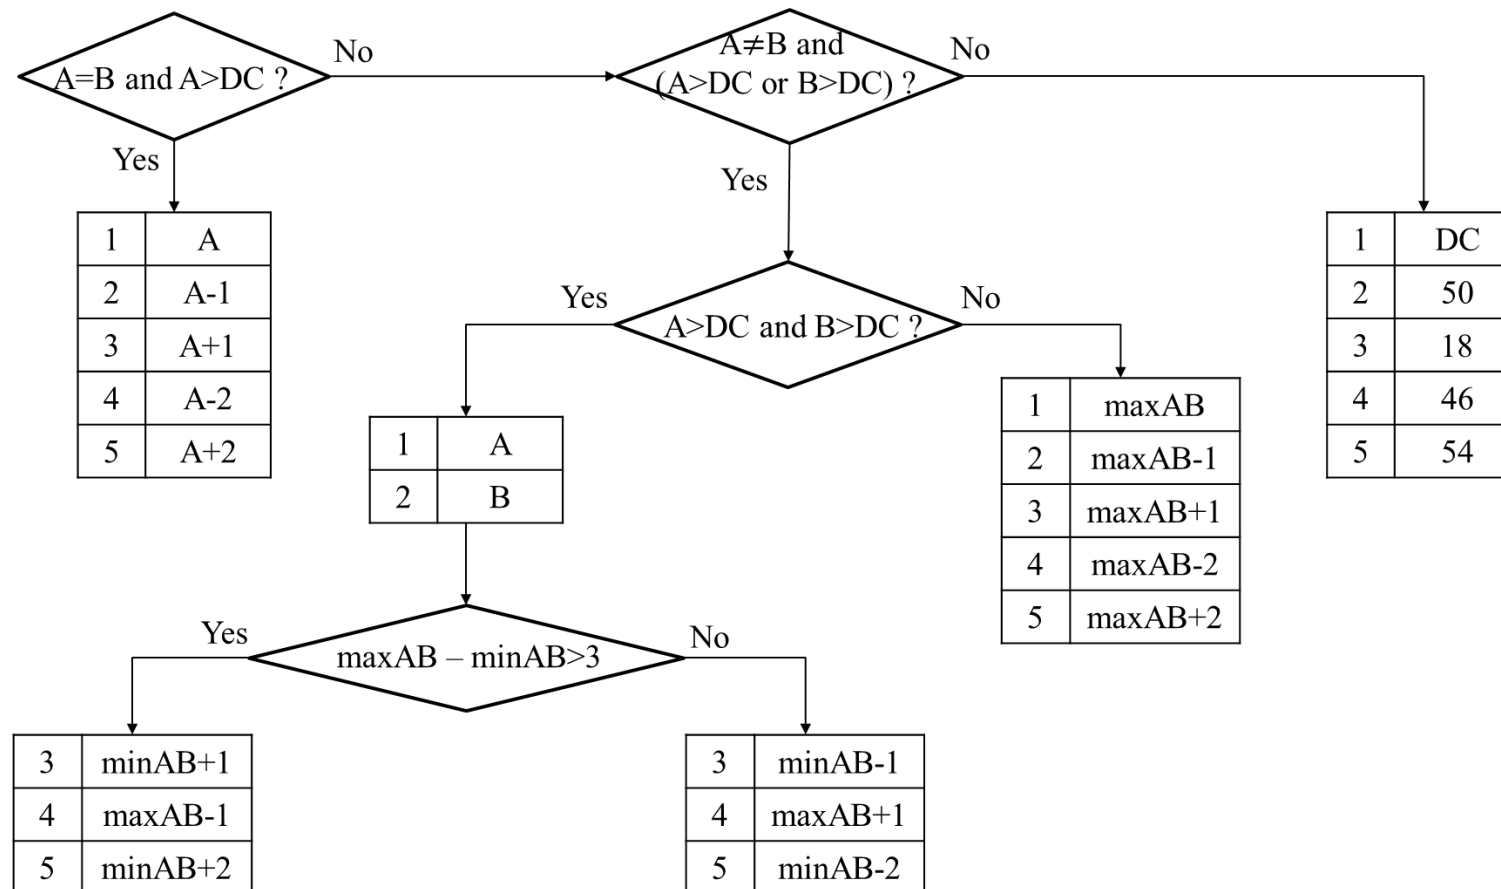 A=B and A>DC ?
No
A≠B and
(A>DC or B>DC) ?
No
Yes
Yes
1 A
2 A-1
3 A+1
4 A-2
5 A+2
1 DC
2 50
3 18
4 46
5 54
Yes
A>DC and B>DC ?
No
1 A
2 B
1 maxAB
2 maxAB-1
3 maxAB+1
4 maxAB-2
5 maxAB+2
Yes
maxAB – minAB>3
No
3 minAB+1
4 maxAB-1
5 minAB+2
3 minAB-1
4 maxAB+1
5 minAB-2